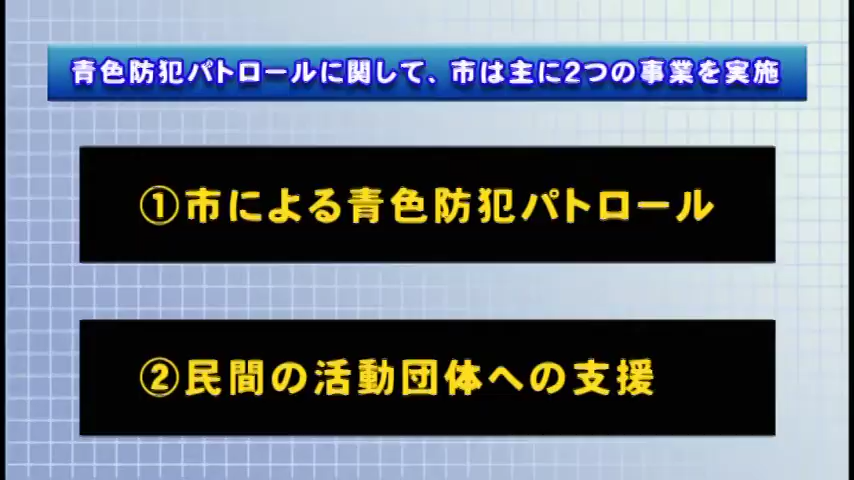 青色防犯パトロールに関して、市は主に2つの事業を実施
①市による青色防犯パトロール
②民間の活動団体への支援